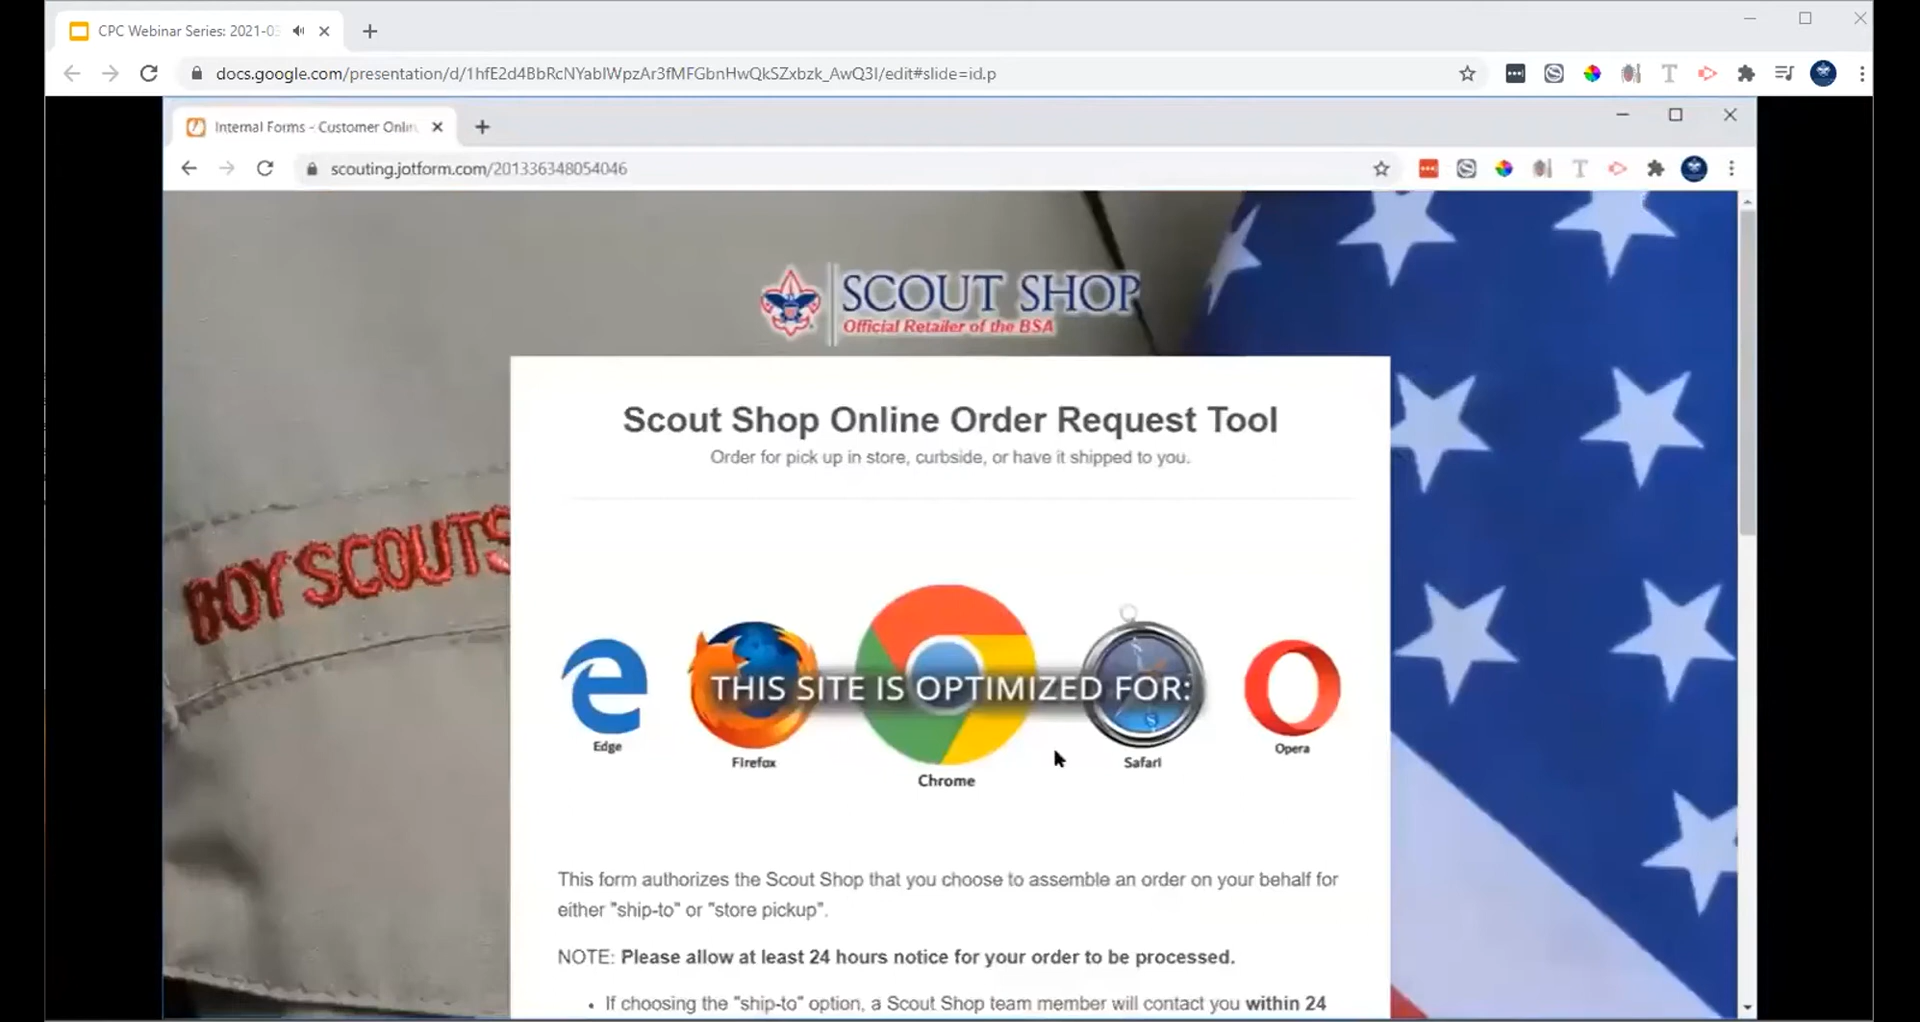 CPC Webinar Series: 2021-03
docs.google.com/presentation/d/1hfE2d4BbRcNYablWpzAr3fMFGbnHwQkSZxbzk_AwQ3I/edit#slide=id.p
Internal Forms - Customer Onlin
scouting.jotform.com/201336348054046
SCOUT SHOP
Official Retailer of the BSA
Scout Shop Online Order Request Tool
Order for pick up in store, curbside, or have it shipped to you.
BOY SCOUTS
THIS SITE IS OPTIMIZED FOR:
Edge
Firefox
Chrome
Safari
Opera
This form authorizes the Scout Shop that you choose to assemble an order on your behalf for
either "ship-to" or "store pickup".
NOTE: Please allow at least 24 hours notice for your order to be processed.
• If choosing the "ship-to" option, a Scout Shop team member will contact you within 24